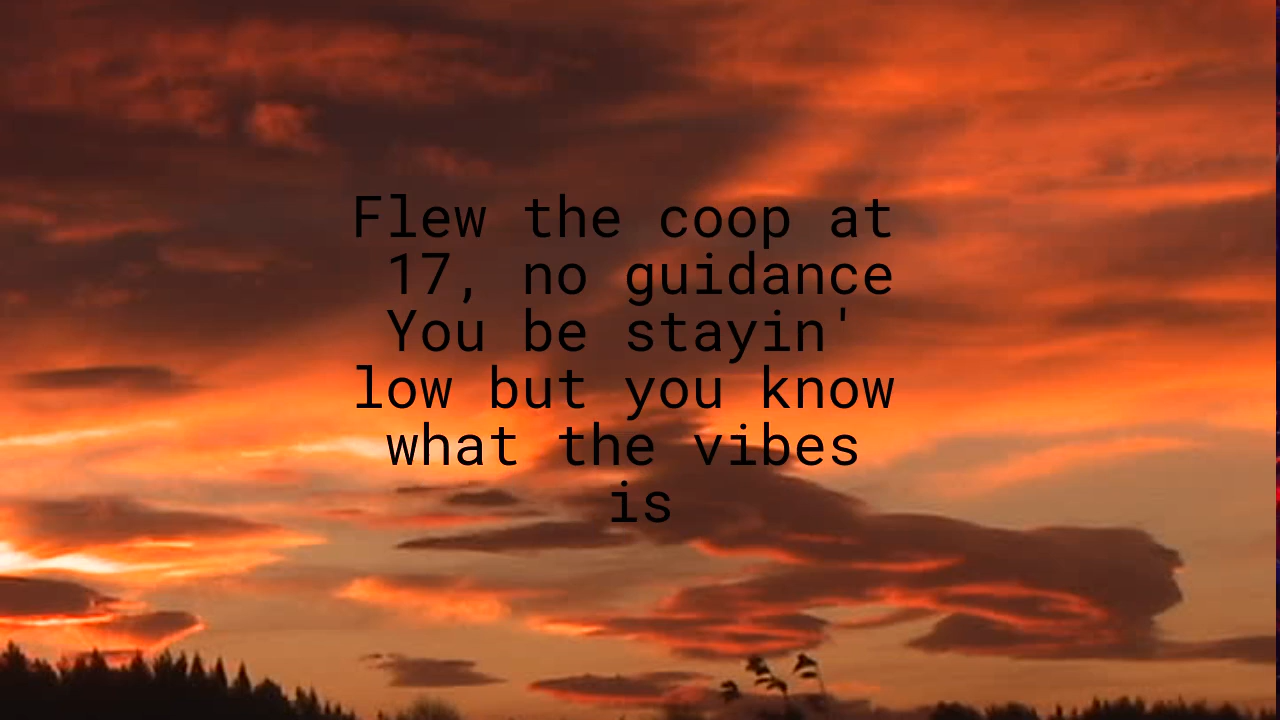 Flew the coop at
17, no guidance
You be stayin'
low but you know
what the vibes
is